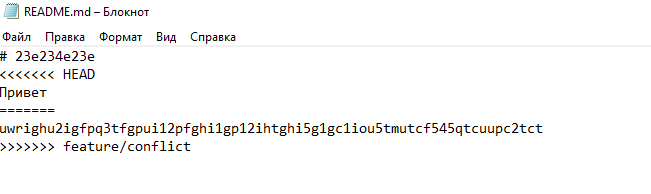 README.md – Блокнот
Файл Правка Формат Вид Справка
# 23e234e23e
<<<<<<< HEAD
Привет
=======
uwrighu2igfpq3tfgpui12pfghi1gp12ihtghi5g1gc1iou5tmutcf545qtcuupc2tct
>>>>>>> feature/conflict